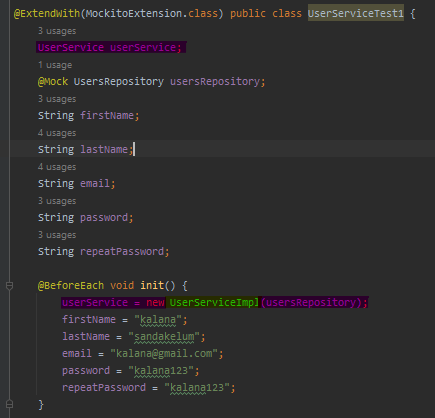 @ExtendWith(MockitoExtension.class) public class UserServiceTest1 {
3 usages
UserService userService;
1 usage
@Mock UsersRepository usersRepository;
3 usages
String firstName;
4 usages
String lastName;
4 usages
String email;
3 usages
String password;
3 usages
String repeatPassword;
@BeforeEach void init() {
userService = new UserServiceImpl(usersRepository);
firstName = "kalana";
lastName = "sandakelum";
email = "kalana@gmail.com";
password = "kalana123";
repeatPassword = "kalana123";
}